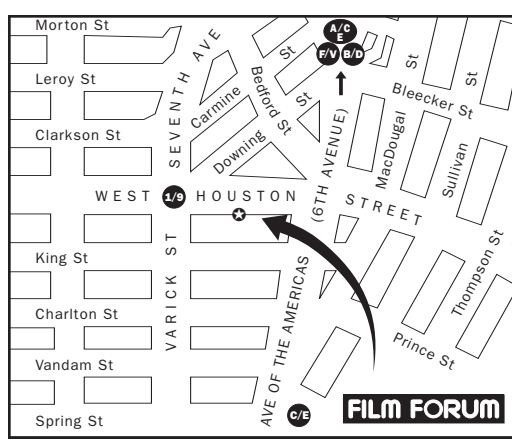 Morton St
Leroy St
Clarkson St
SEVENTH AVE
Carmine
St
Bedford St
St
Downing
A/C
E
F/V
B/D
(6TH AVENUE)
MacDougal
St
Bleecker St
St
Sullivan
WEST
1/9
HOUSTON
STREET
King St
Charlton St
Vandam St
Spring St
VARICK ST
AVE OF THE AMERICAS
C/E
Thompson St
Prince St
FILM FORUM